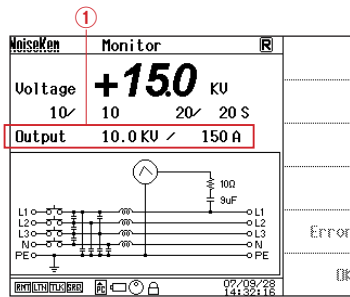 ①
NoiseKen Monitor R
Voltage +15.0 KV
10/ 10 20/ 20 S
Output 10.0 KV / 150 A
10Ω
9uF
L1 L1
L2 L2
L3 L3
N N
PE PE
Error
OK
RMT LTN TLK SRQ 07/09/28
14:32:16